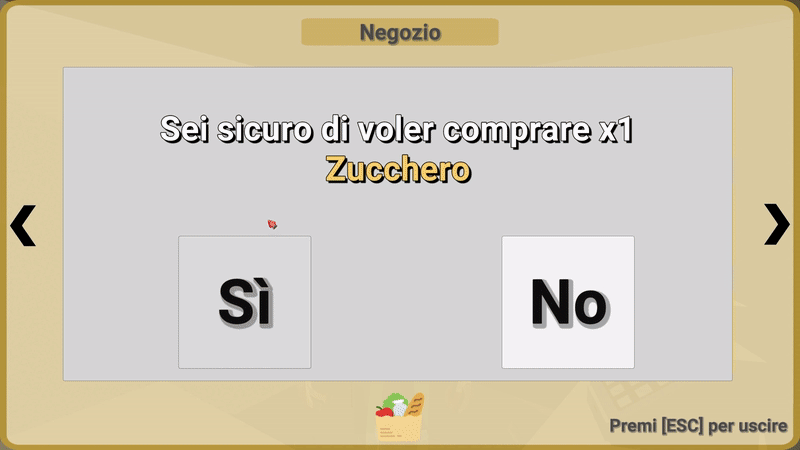 Negozio
Sei sicuro di voler comprare x1
Zucchero
Sì
No
Premi [ESC] per uscire